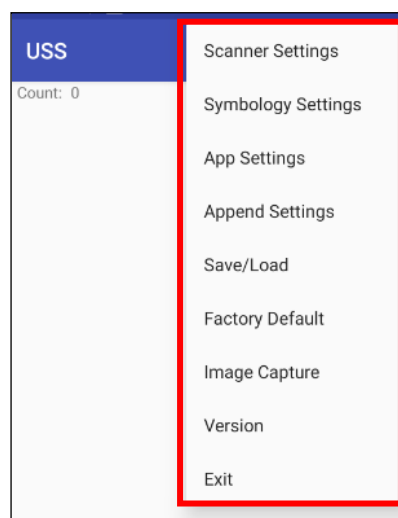 USS
Count: 0
Scanner Settings
Symbology Settings
App Settings
Append Settings
Save/Load
Factory Default
Image Capture
Version
Exit